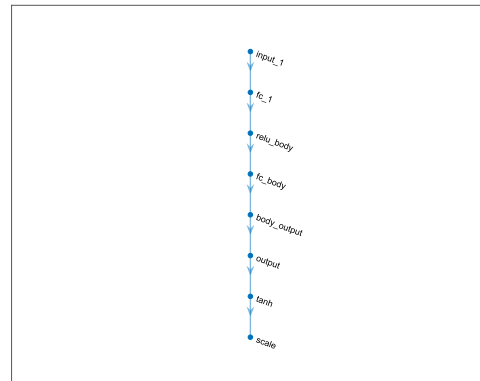 input_1
fc_1
relu_body
fc_body
body_output
output
tanh
scale